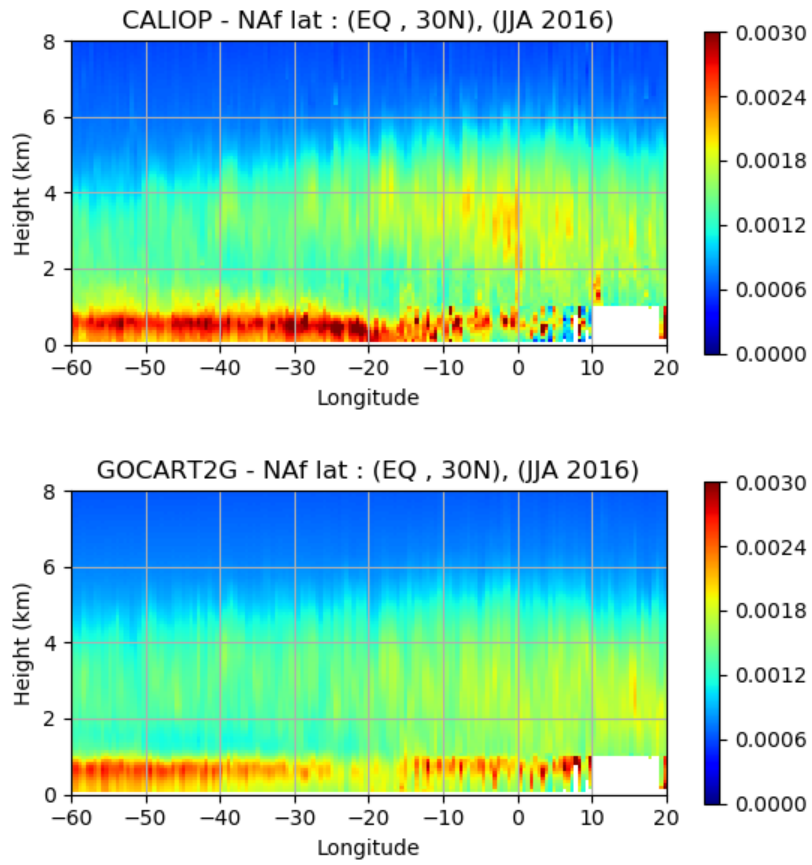 CALIOP - NAf lat : (EQ , 30N), (JJA 2016)
8
6
4
2
0
Height (km)
−60 −50 −40 −30 −20 −10 0 10 20
Longitude
0.0030
0.0024
0.0018
0.0012
0.0006
0.0000
GOCART2G - NAf lat : (EQ , 30N), (JJA 2016)
8
6
4
2
0
Height (km)
−60 −50 −40 −30 −20 −10 0 10 20
Longitude
0.0030
0.0024
0.0018
0.0012
0.0006
0.0000